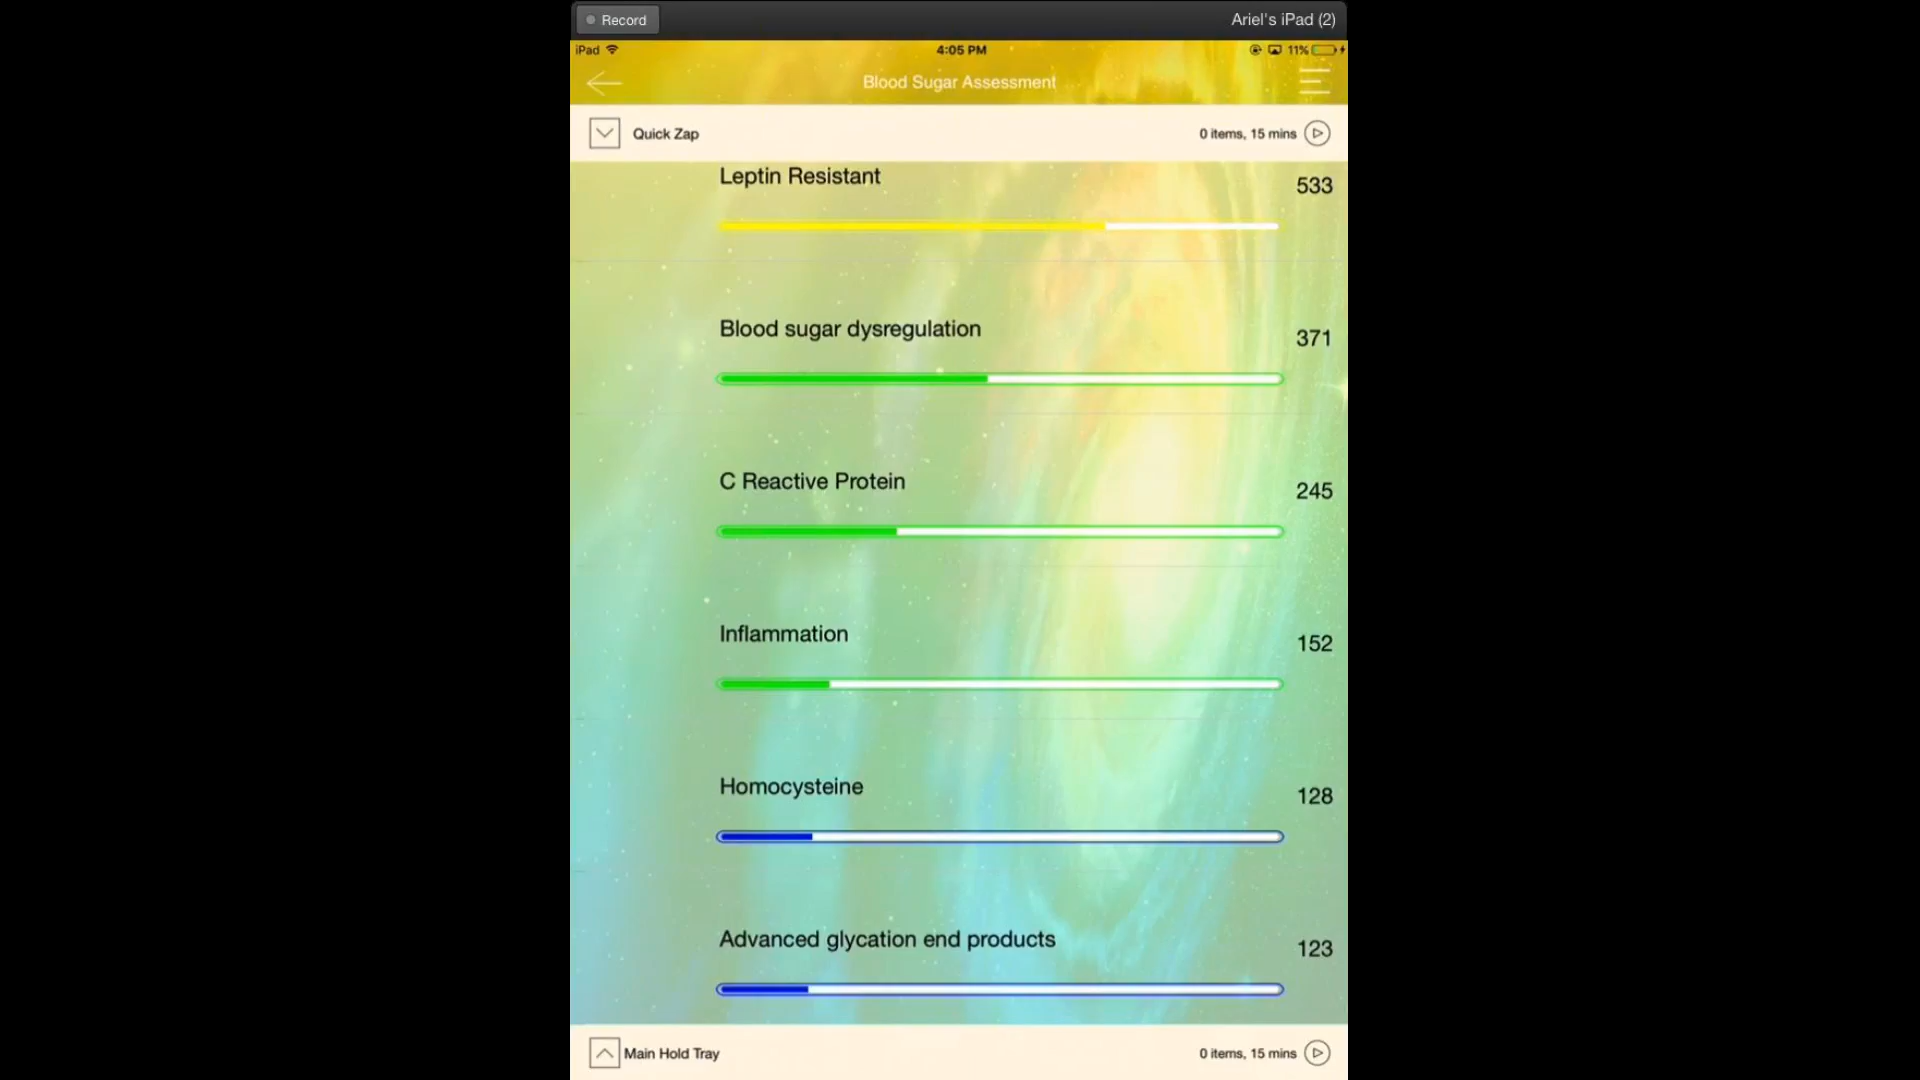 Record
Ariel's iPad (2)
iPad
4:05 PM
11%
Blood Sugar Assessment
Quick Zap
0 items, 15 mins
Leptin Resistant
533
Blood sugar dysregulation
371
C Reactive Protein
245
Inflammation
152
Homocysteine
128
Advanced glycation end products
123
Main Hold Tray
0 items, 15 mins